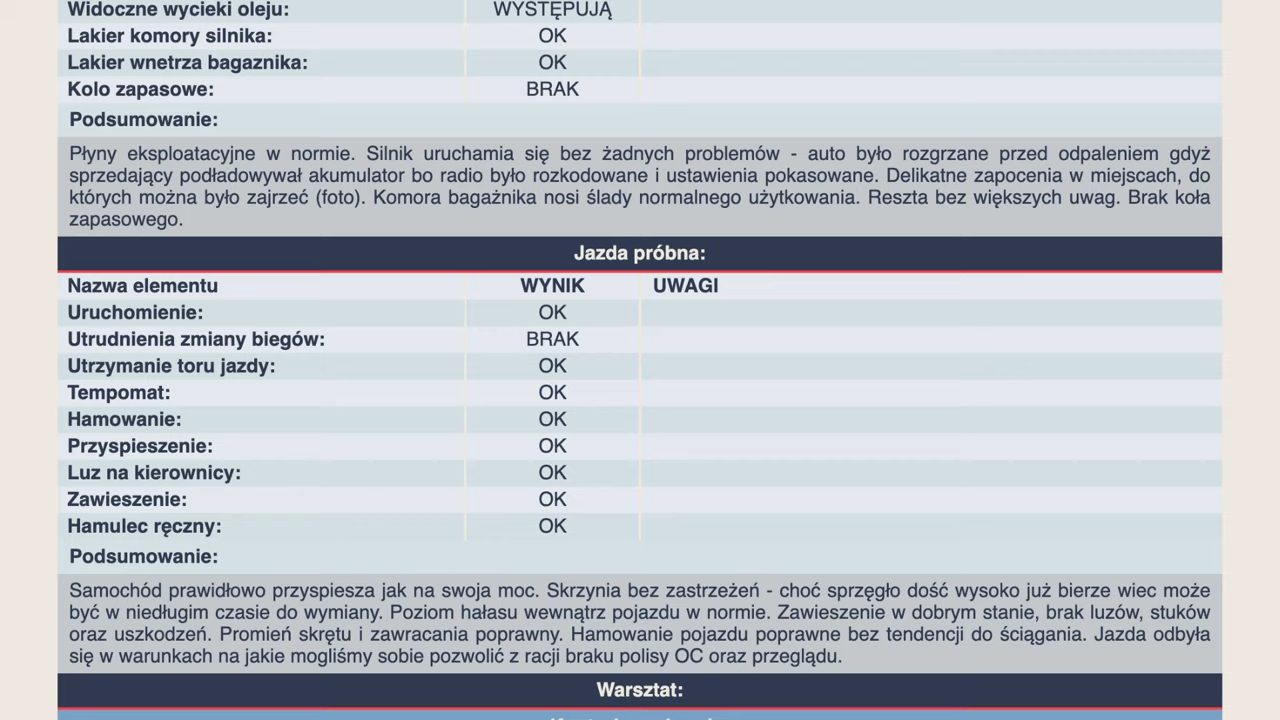 Widoczne wycieki oleju: WYSTĘPUJĄ
Lakier komory silnika: OK
Lakier wnetrza bagaznika: OK
Kolo zapasowe: BRAK
Podsumowanie:
Płyny eksploatacyjne w normie. Silnik uruchamia się bez żadnych problemów - auto było rozgrzane przed odpaleniem gdyż
sprzedający podładowywał akumulator bo radio było rozkodowane i ustawienia pokasowane. Delikatne zapocenia w miejscach, do
których można było zajrzeć (foto). Komora bagażnika nosi ślady normalnego użytkowania. Reszta bez większych uwag. Brak koła
zapasowego.
Jazda próbna:
Nazwa elementu WYNIK UWAGI
Uruchomienie: OK
Utrudnienia zmiany biegów: BRAK
Utrzymanie toru jazdy: OK
Tempomat: OK
Hamowanie: OK
Przyspieszenie: OK
Luz na kierownicy: OK
Zawieszenie: OK
Hamulec ręczny: OK
Podsumowanie:
Samochód prawidłowo przyspiesza jak na swoja moc. Skrzynia bez zastrzeżeń - choć sprzęgło dość wysoko już bierze wiec może
być w niedługim czasie do wymiany. Poziom hałasu wewnątrz pojazdu w normie. Zawieszenie w dobrym stanie, brak luzów, stuków
oraz uszkodzeń. Promień skrętu i zawracania poprawny. Hamowanie pojazdu poprawne bez tendencji do ściągania. Jazda odbyła
się w warunkach na jakie mogliśmy sobie pozwolić z racji braku polisy OC oraz przeglądu.
Warsztat: